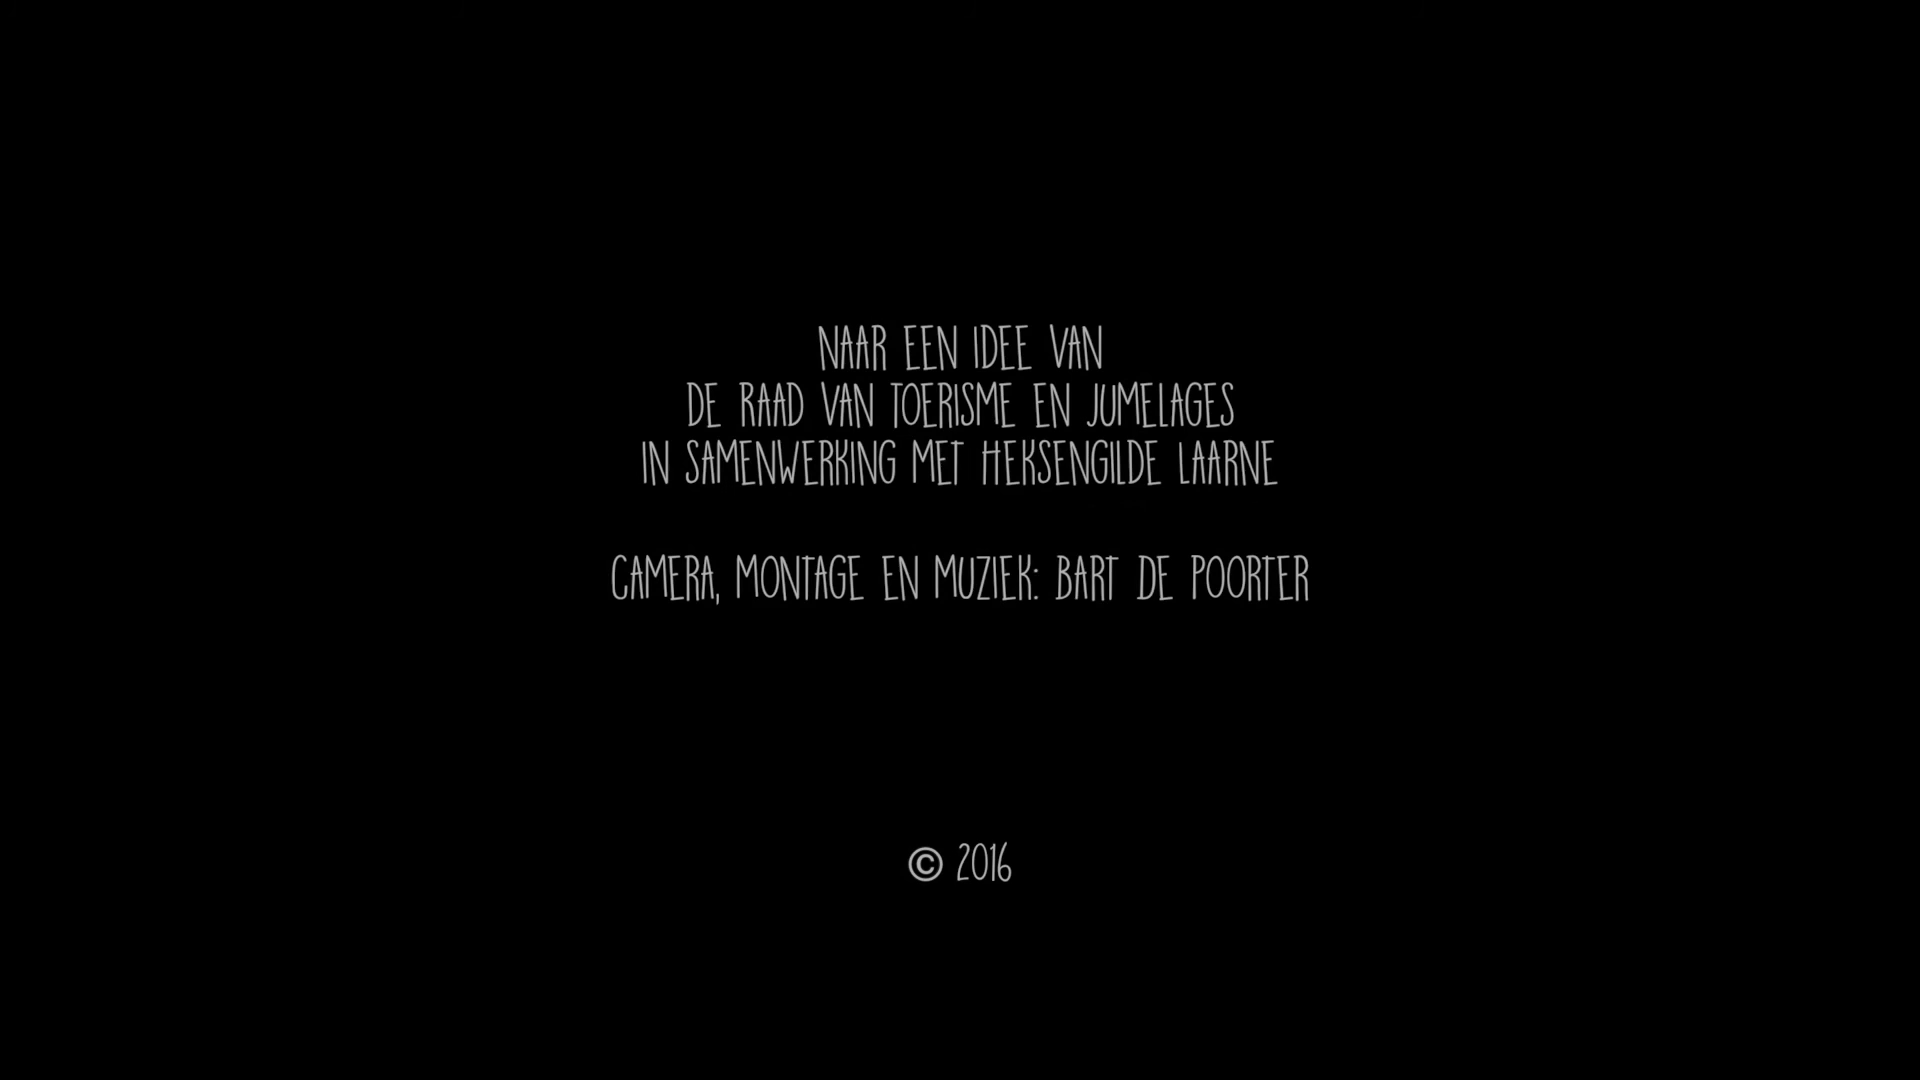 NAAR EEN IDEE VAN
DE RAAD VAN TOERISME EN JUMELAGES
IN SAMENWERKING MET HEKSENGILDE LAARNE
CAMERA, MONTAGE EN MUZIEK: BART DE POORTER
© 2016